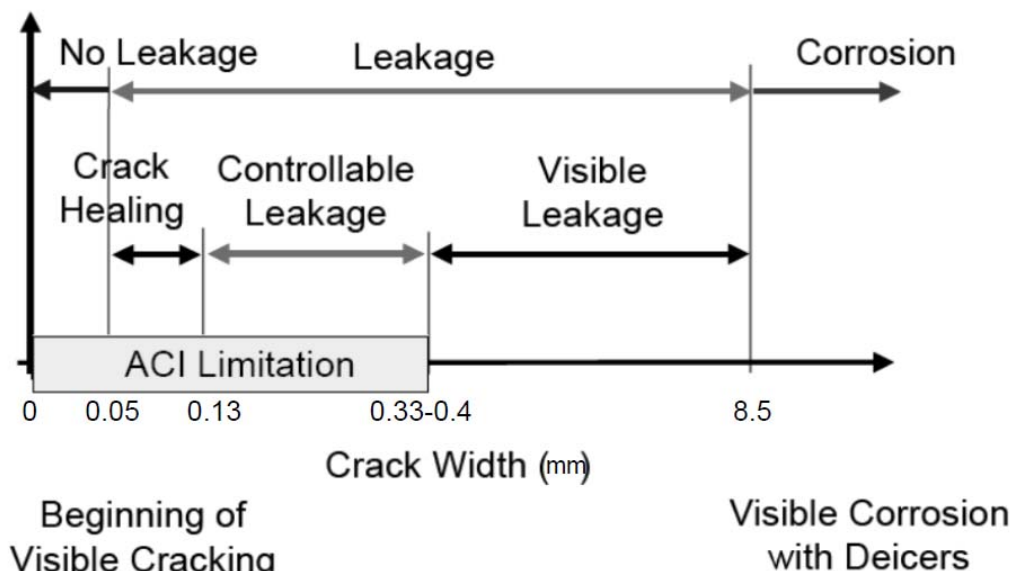 No Leakage
Leakage
Corrosion
Crack
Healing
Controllable
Leakage
Visible
Leakage
ACI Limitation
0 0.05 0.13 0.33-0.4 8.5
Crack Width (mm)
Beginning of
Visible Cracking
Visible Corrosion
with Deicers